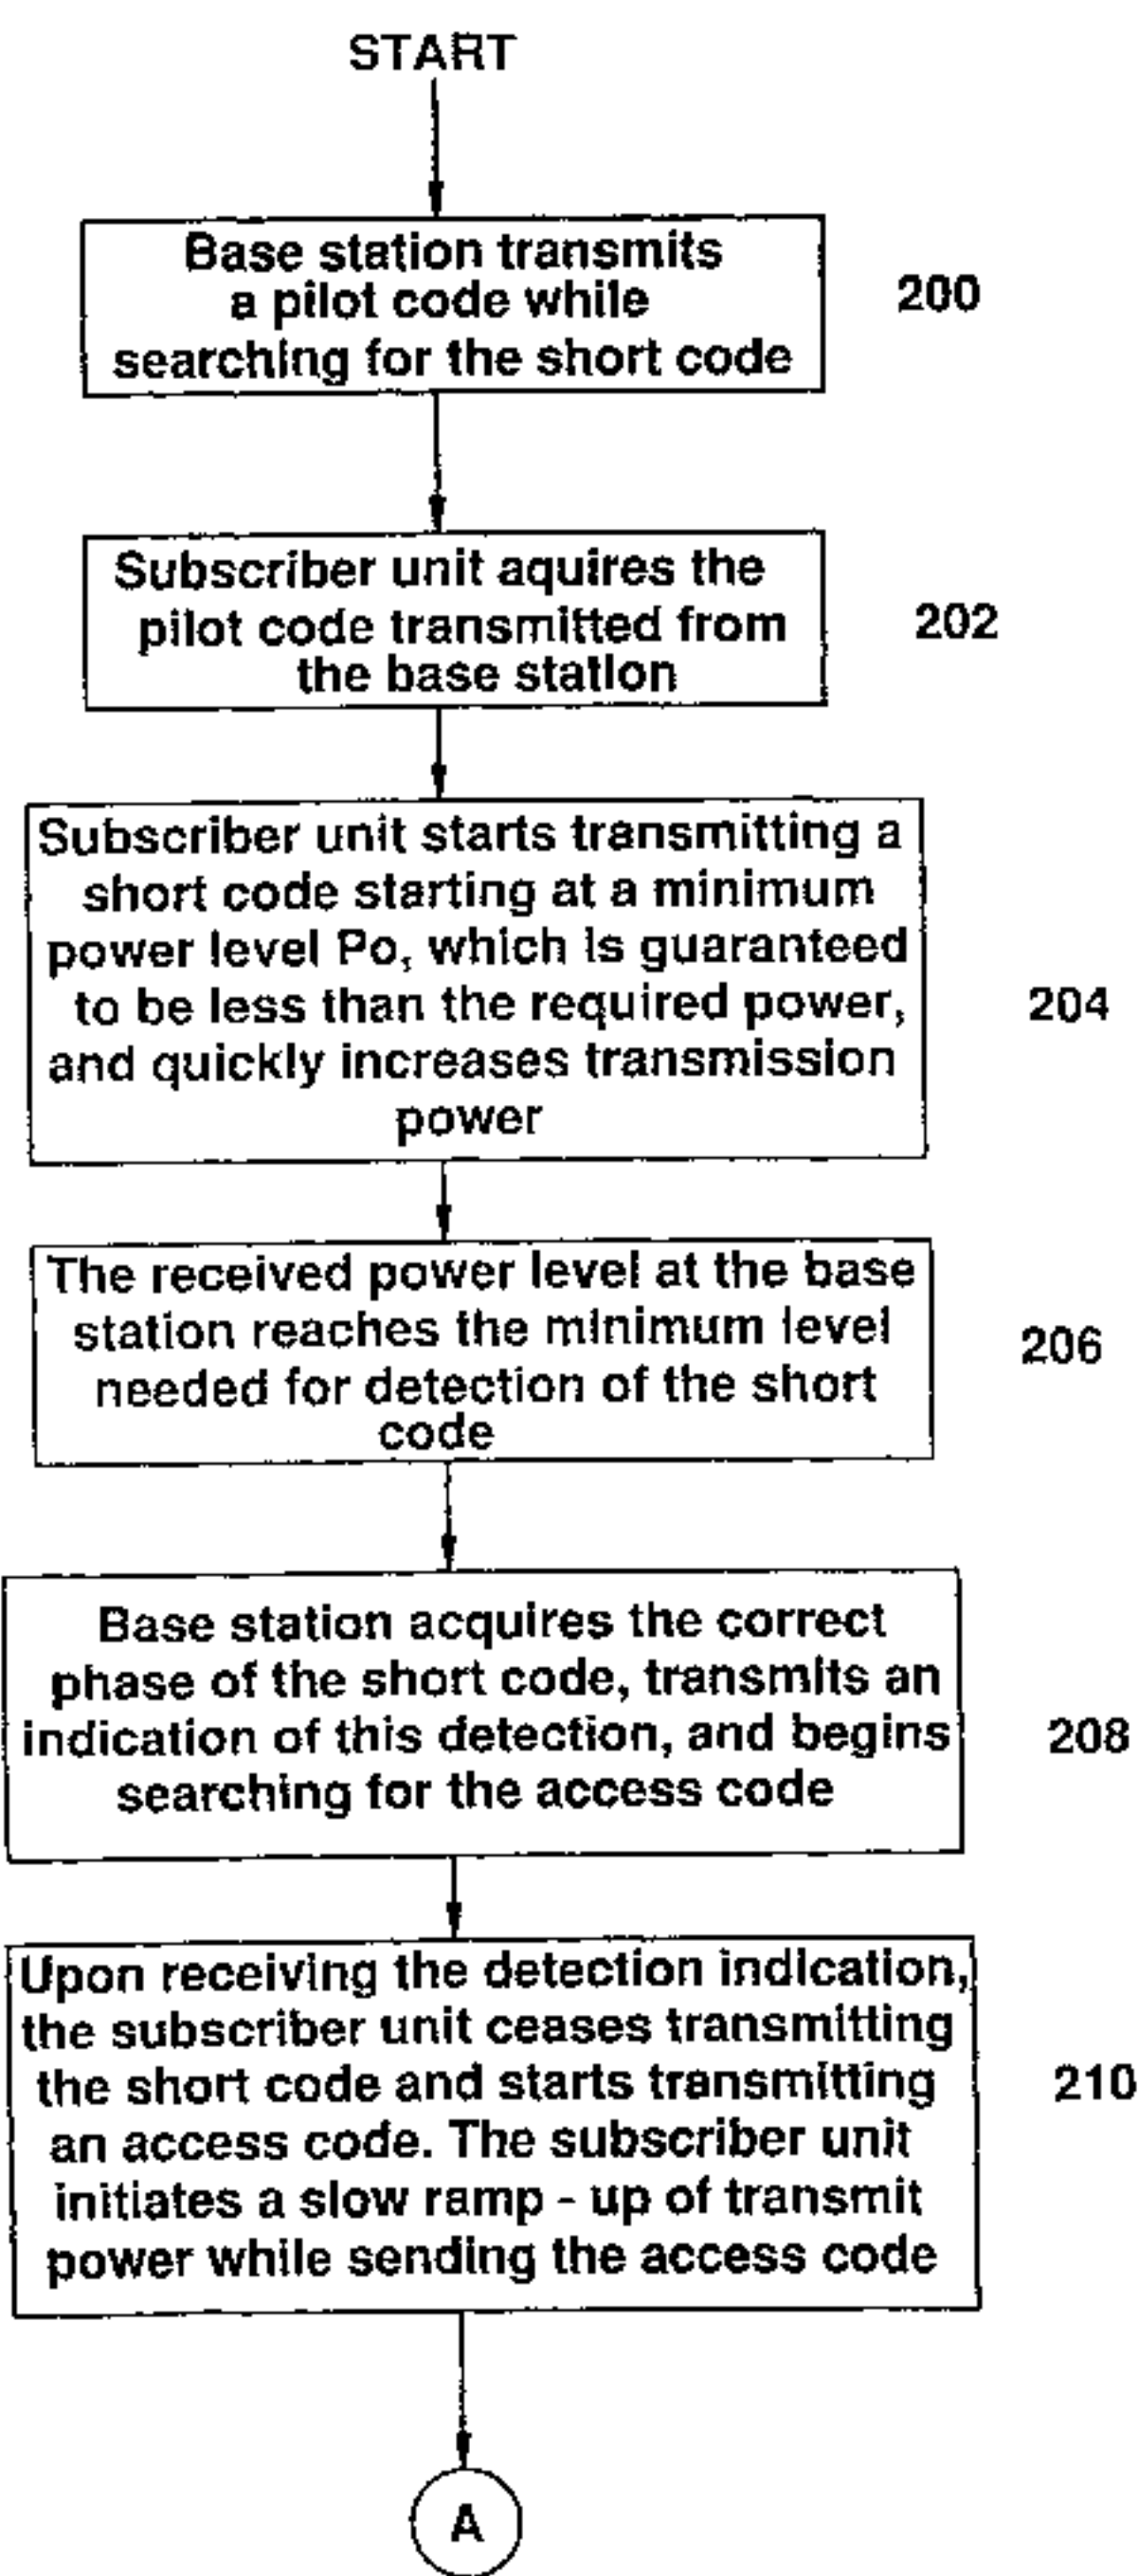 START
Base station transmits
a pilot code while
searching for the short code
200
Subscriber unit aquires the
pilot code transmitted from
the base station
202
Subscriber unit starts transmitting a
short code starting at a minimum
power level Po, which is guaranteed
to be less than the required power,
and quickly increases transmission
power
204
The received power level at the base
station reaches the minimum level
needed for detection of the short
code
206
Base station acquires the correct
phase of the short code, transmits an
indication of this detection, and begins
searching for the access code
208
Upon receiving the detection indication,
the subscriber unit ceases transmitting
the short code and starts transmitting
an access code. The subscriber unit
initiates a slow ramp - up of transmit
power while sending the access code
210
A